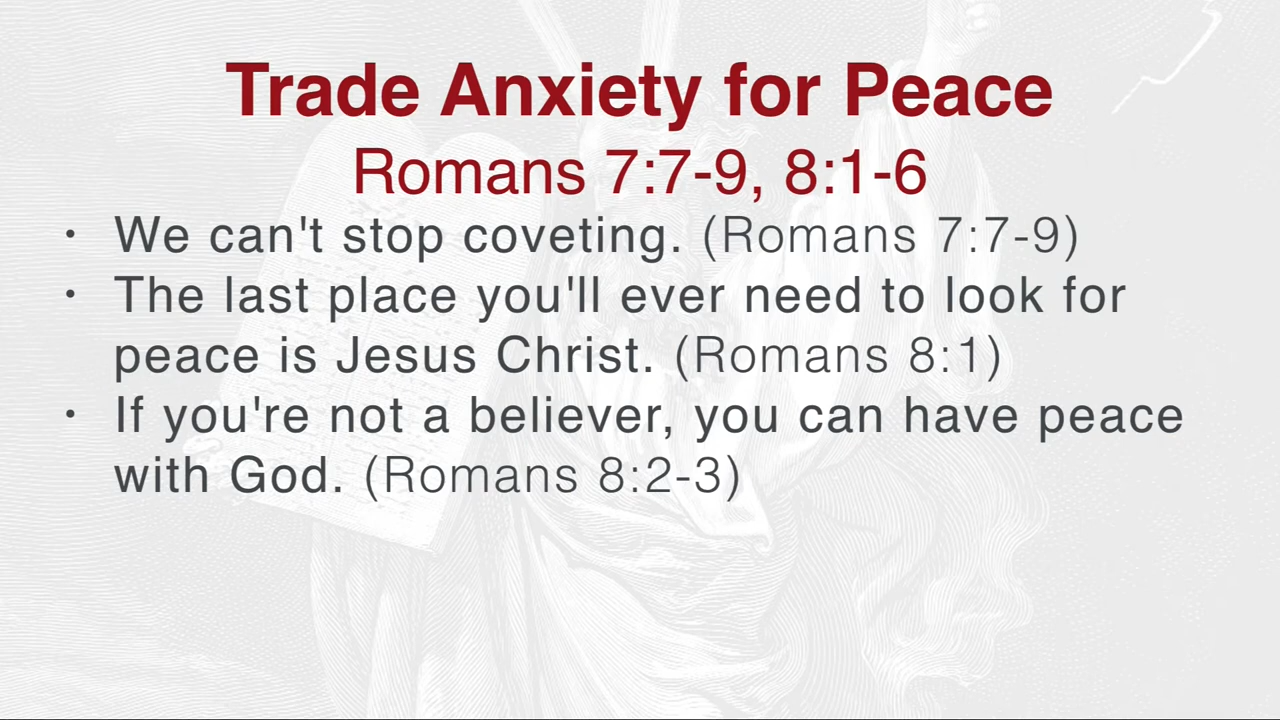 Trade Anxiety for Peace
Romans 7:7-9, 8:1-6
• We can't stop coveting. (Romans 7:7-9)
• The last place you'll ever need to look for
peace is Jesus Christ. (Romans 8:1)
• If you're not a believer, you can have peace
with God. (Romans 8:2-3)